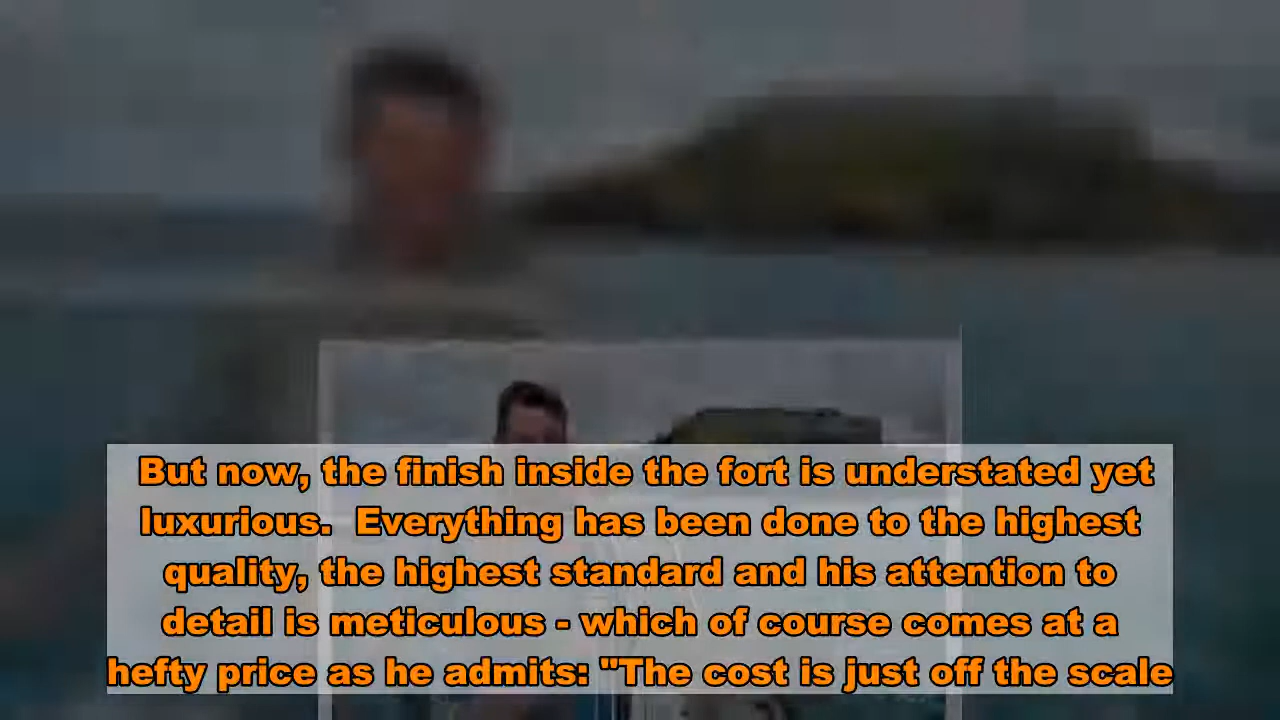 But now, the finish inside the fort is understated yet
luxurious.  Everything has been done to the highest
quality, the highest standard and his attention to
detail is meticulous - which of course comes at a
hefty price as he admits: "The cost is just off the scale